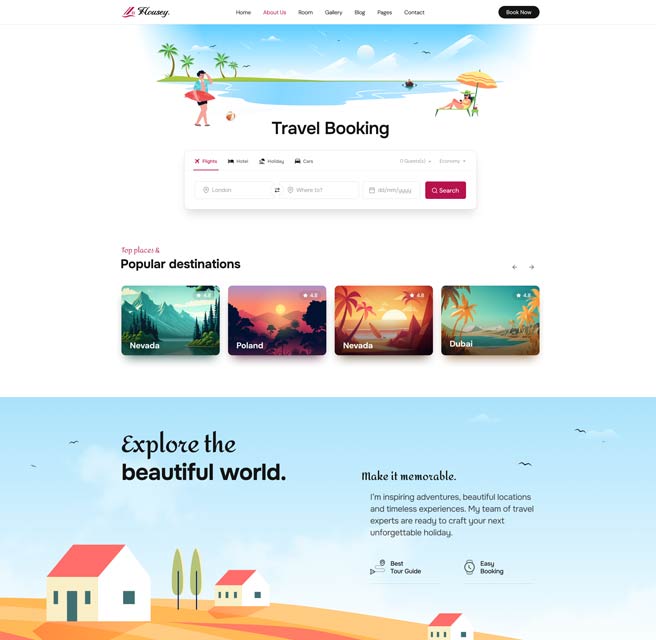 Housey.
Home About Us Room Gallery Blog Pages Contact
Book Now
Travel Booking
Flights Hotel Holiday Cars
0 Guest(s) Economy
London Where to? dd/mm/yyyy Search
Top places &
Popular destinations
4.8 4.8 4.8 4.8
Nevada Poland Nevada Dubai
Explore the
beautiful world.
Make it memorable.
I'm inspiring adventures, beautiful locations
and timeless experiences. My team of travel
experts are ready to craft your next
unforgettable holiday.
Best
Tour Guide
Easy
Booking